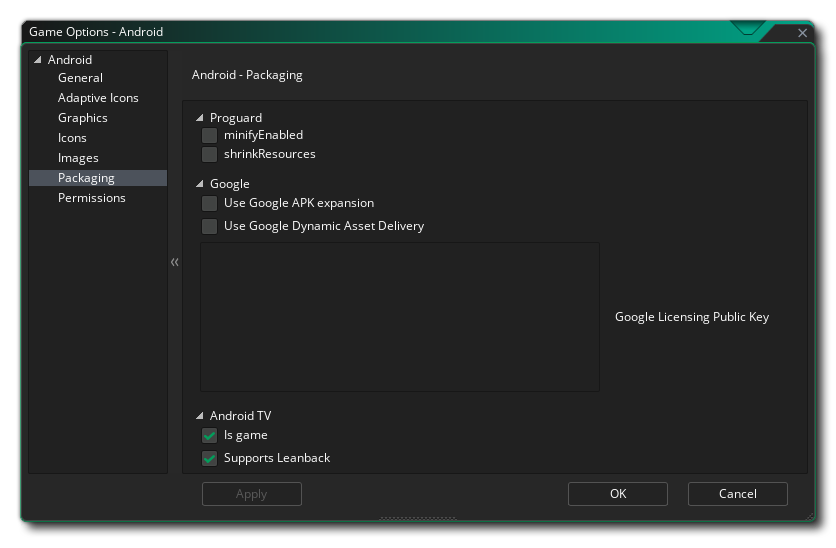 Game Options - Android
Android
General
Adaptive Icons
Graphics
Icons
Images
Packaging
Permissions
Android - Packaging
Proguard
minifyEnabled
shrinkResources
Google
Use Google APK expansion
Use Google Dynamic Asset Delivery
Google Licensing Public Key
Android TV
Is game
Supports Leanback
Apply
OK
Cancel